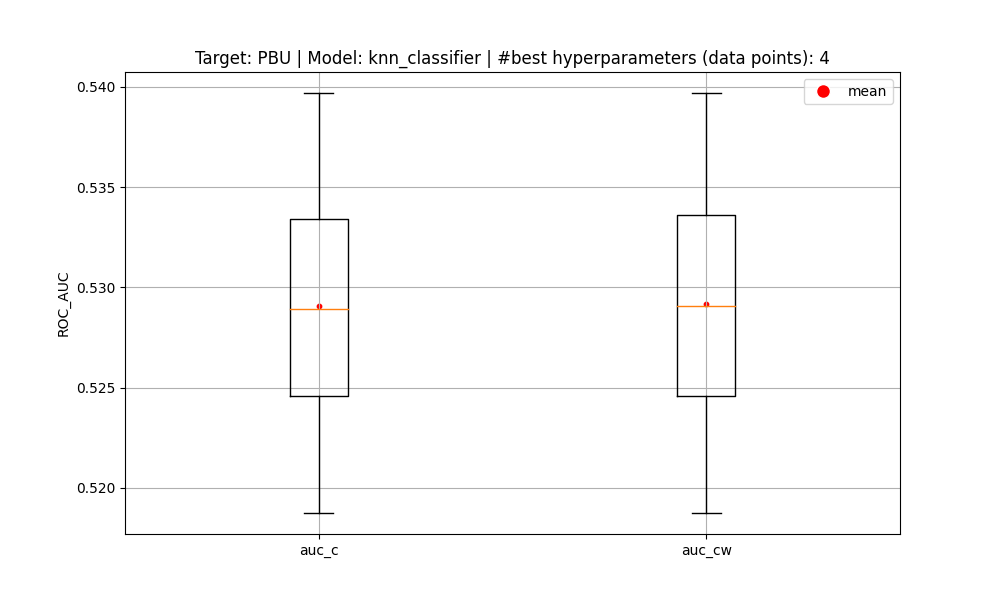 Target: PBU | Model: knn_classifier | #best hyperparameters (data points): 4
mean
0.540
0.535
0.530
0.525
0.520
ROC_AUC
auc_c
auc_cw